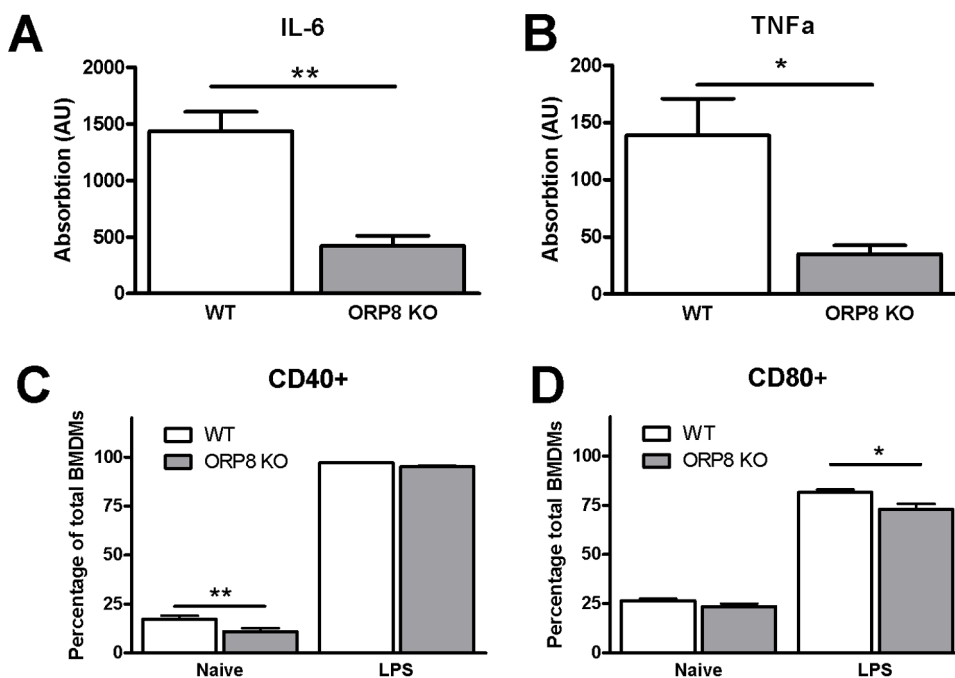 A
IL-6
Absorbtion (AU)
2000
1500
1000
500
0
**
WT
ORP8 KO
B
TNFa
Absorbtion (AU)
200
150
100
50
0
*
WT
ORP8 KO
C
CD40+
Percentage of total BMDMs
100
75
50
25
0
WT
ORP8 KO
**
Naive
LPS
D
CD80+
Percentage total BMDMs
100
75
50
25
0
WT
ORP8 KO
*
Naive
LPS